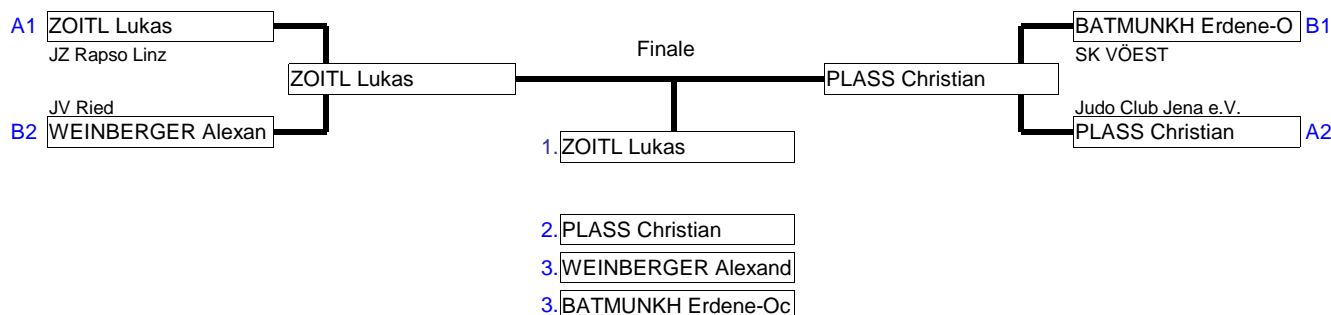 A1 ZOITL Lukas
JZ Rapso Linz
ZOITL Lukas
JV Ried
B2 WEINBERGER Alexan
Finale
BATMUNKH Erdene-O B1
SK VÖEST
PLASS Christian
Judo Club Jena e.V.
PLASS Christian A2
1. ZOITL Lukas
2. PLASS Christian
3. WEINBERGER Alexand
3. BATMUNKH Erdene-Oc